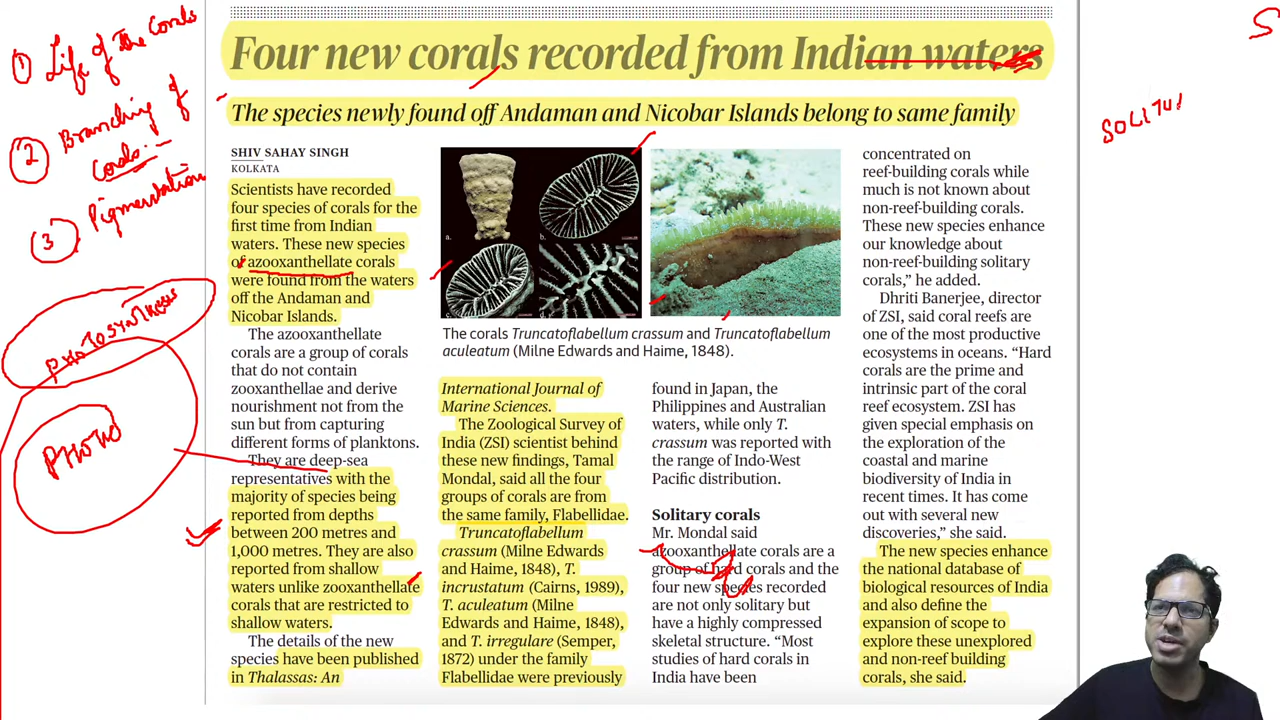 ① Life of the Corals
② Branching of
Corals:-
③ Pigmentation
PHOTOSYNTHESIS
PHOTO
S
SOLITU
Four new corals recorded from Indian waters
The species newly found off Andaman and Nicobar Islands belong to same family
SHIV SAHAY SINGH
KOLKATA
Scientists have recorded
four species of corals for the
first time from Indian
waters. These new species
of azooxanthellate corals
were found from the waters
off the Andaman and
Nicobar Islands.
The azooxanthellate
corals are a group of corals
that do not contain
zooxanthellae and derive
nourishment not from the
sun but from capturing
different forms of planktons.
They are deep-sea
representatives with the
majority of species being
reported from depths
between 200 metres and
1,000 metres. They are also
reported from shallow
waters unlike zooxanthellate
corals that are restricted to
shallow waters.
The details of the new
species have been published
in Thalassas: An
a.
b.
c.
d.
The corals Truncatoflabellum crassum and Truncatoflabellum
aculeatum (Milne Edwards and Haime, 1848).
International Journal of
Marine Sciences.
The Zoological Survey of
India (ZSI) scientist behind
these new findings, Tamal
Mondal, said all the four
groups of corals are from
the same family, Flabellidae.
Truncatoflabellum
crassum (Milne Edwards
and Haime, 1848), T.
incrustatum (Cairns, 1989),
T. aculeatum (Milne
Edwards and Haime, 1848),
and T. irregulare (Semper,
1872) under the family
Flabellidae were previously
found in Japan, the
Philippines and Australian
waters, while only T.
crassum was reported with
the range of Indo-West
Pacific distribution.
Solitary corals
Mr. Mondal said
azooxanthellate corals are a
group of hard corals and the
four new species recorded
are not only solitary but
have a highly compressed
skeletal structure. “Most
studies of hard corals in
India have been
concentrated on
reef-building corals while
much is not known about
non-reef-building corals.
These new species enhance
our knowledge about
non-reef-building solitary
corals,” he added.
Dhriti Banerjee, director
of ZSI, said coral reefs are
one of the most productive
ecosystems in oceans. “Hard
corals are the prime and
intrinsic part of the coral
reef ecosystem. ZSI has
given special emphasis on
the exploration of the
coastal and marine
biodiversity of India in
recent times. It has come
out with several new
discoveries,” she said.
The new species enhance
the national database of
biological resources of India
and also define the
expansion of scope to
explore these unexplored
and non-reef building
corals, she said.